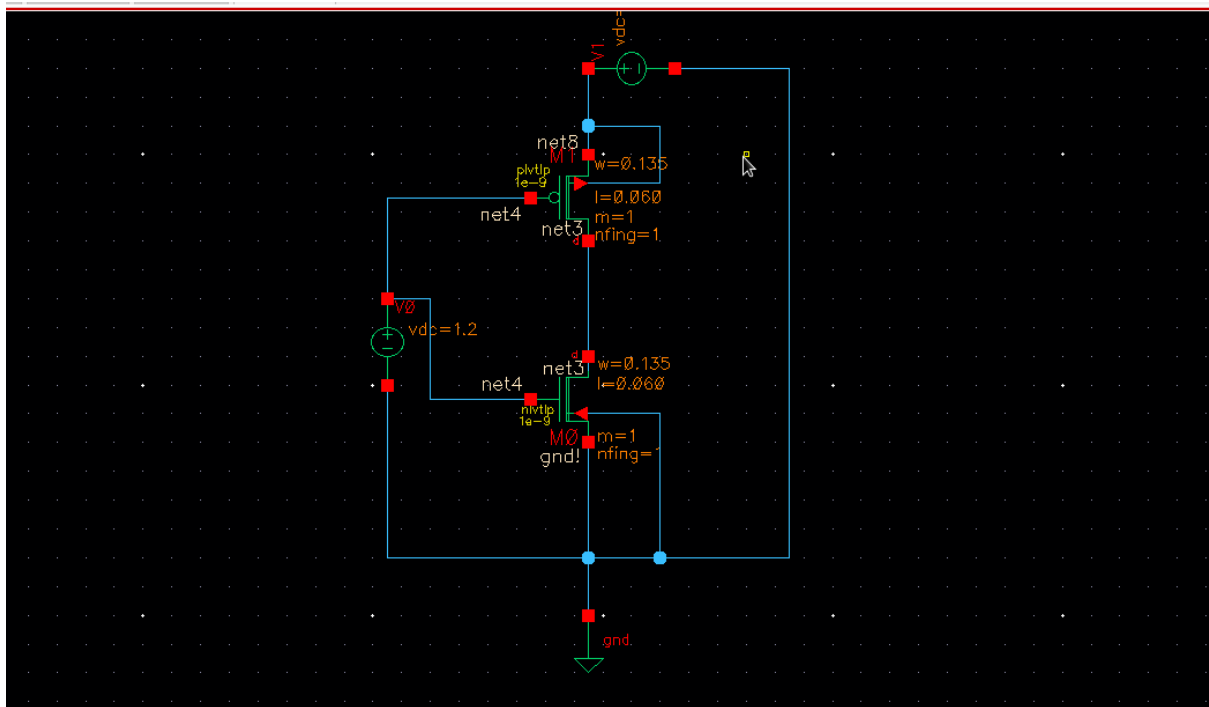 vdc=
V1
net8
M1
w=0.135
plvtlp
1e-9
l=0.060
net4
m=1
net3
nfing=1
d
V0
vdc=1.2
d
w=0.135
net3
l=0.060
net4
nlvtlp
1e-9
M0
m=1
gnd!
nfing=1
gnd